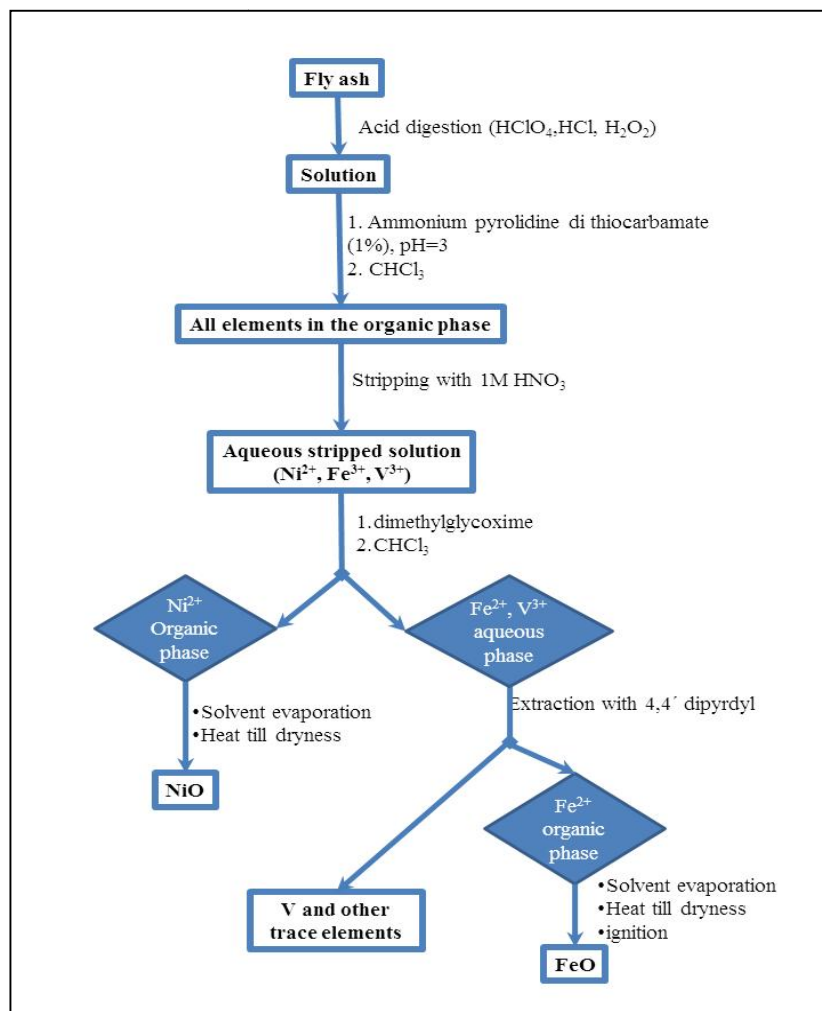 Fly ash
Acid digestion (HClO₄,HCl, H₂O₂)
Solution
1. Ammonium pyrolidine di thiocarbamate
(1%), pH=3
2. CHCl₃
All elements in the organic phase
Stripping with 1M HNO₃
Aqueous stripped solution
(Ni²⁺, Fe³⁺, V³⁺)
1.dimethylglycoxime
2.CHCl₃
Ni²⁺
Organic
phase
Fe²⁺, V³⁺
aqueous
phase
•Solvent evaporation
•Heat till dryness
NiO
Extraction with 4,4´ dipyrdyl
Fe²⁺
organic
phase
V and other
trace elements
•Solvent evaporation
•Heat till dryness
•ignition
FeO